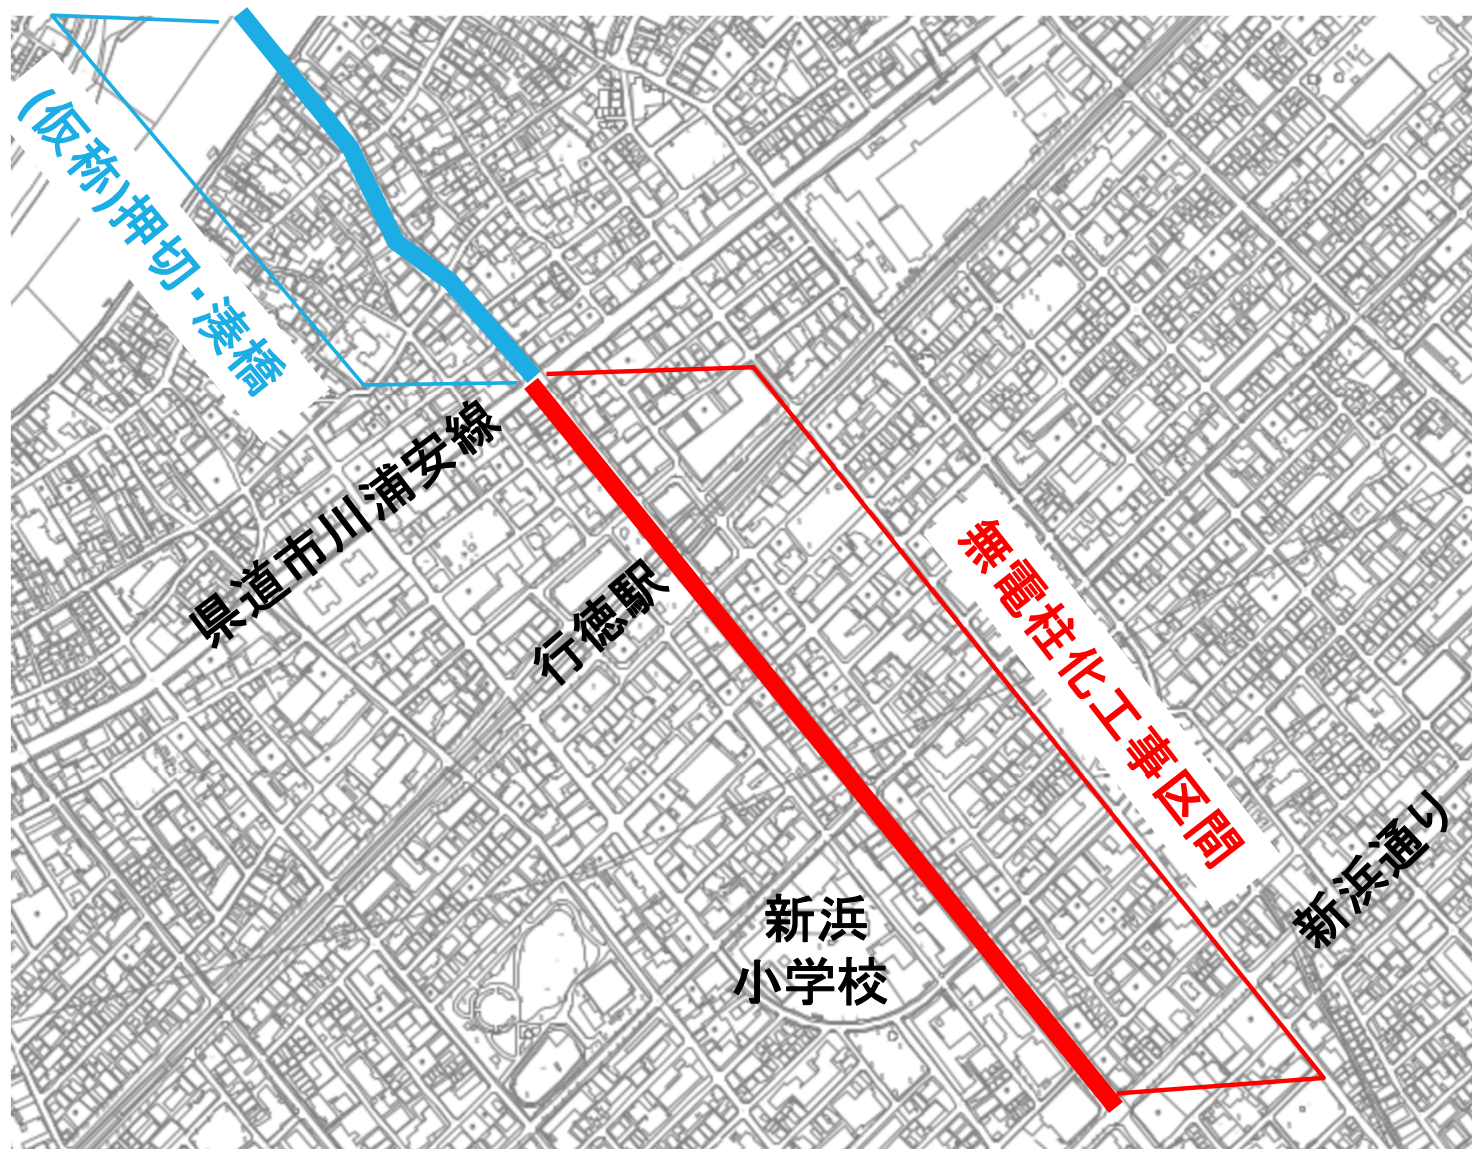 (仮称)押切・湊橋
県道市川浦安線
行徳駅
無電柱化工事区間
新浜通り
新浜
小学校